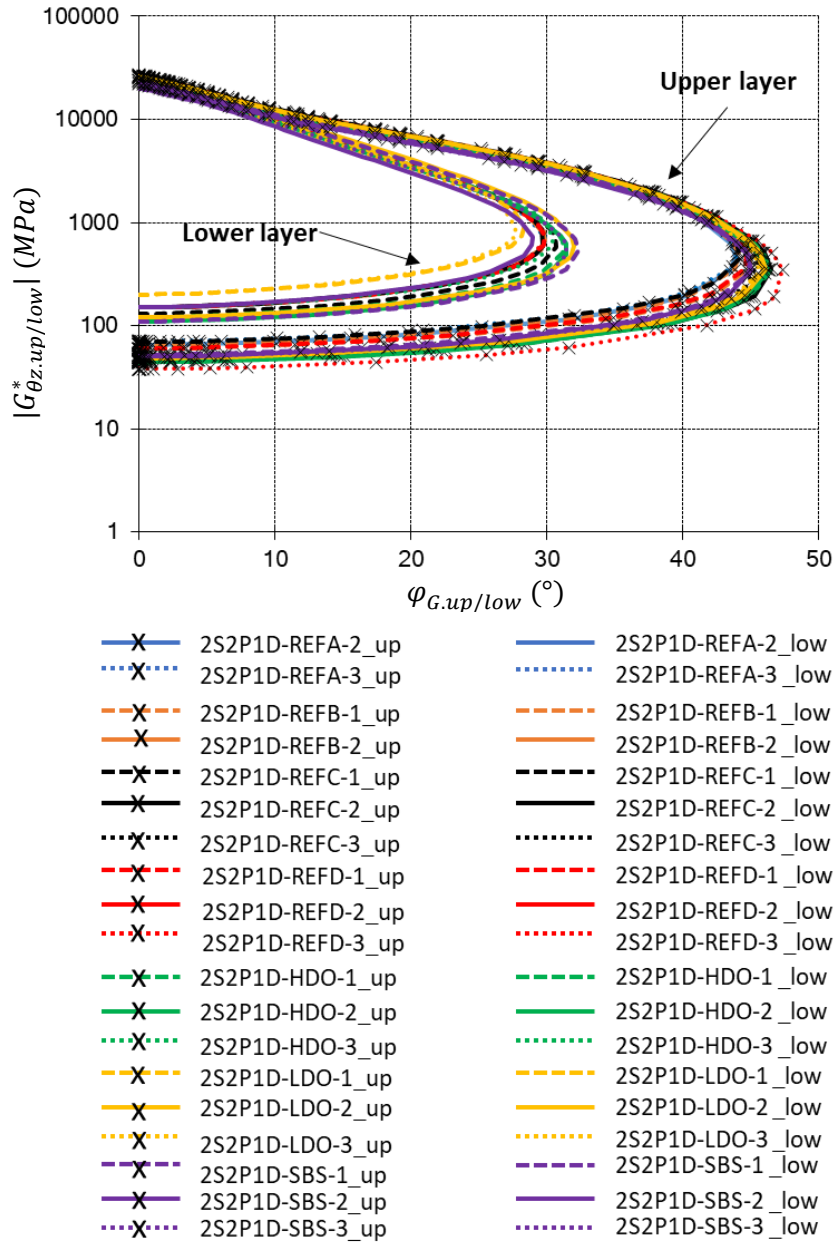 100000
10000
1000
100
10
1
|G*θz.up/low| (MPa)
Upper layer
Lower layer
0 10 20 30 40 50
φG.up/low (°)
2S2P1D-REFA-2_up 2S2P1D-REFA-2_low
2S2P1D-REFA-3_up 2S2P1D-REFA-3 _low
2S2P1D-REFB-1_up 2S2P1D-REFB-1 _low
2S2P1D-REFB-2_up 2S2P1D-REFB-2 _low
2S2P1D-REFC-1_up 2S2P1D-REFC-1 _low
2S2P1D-REFC-2_up 2S2P1D-REFC-2 _low
2S2P1D-REFC-3_up 2S2P1D-REFC-3 _low
2S2P1D-REFD-1_up 2S2P1D-REFD-1 _low
2S2P1D-REFD-2_up 2S2P1D-REFD-2 _low
2S2P1D-REFD-3_up 2S2P1D-REFD-3 _low
2S2P1D-HDO-1_up 2S2P1D-HDO-1 _low
2S2P1D-HDO-2_up 2S2P1D-HDO-2 _low
2S2P1D-HDO-3_up 2S2P1D-HDO-3 _low
2S2P1D-LDO-1_up 2S2P1D-LDO-1 _low
2S2P1D-LDO-2_up 2S2P1D-LDO-2 _low
2S2P1D-LDO-3_up 2S2P1D-LDO-3 _low
2S2P1D-SBS-1_up 2S2P1D-SBS-1 _low
2S2P1D-SBS-2_up 2S2P1D-SBS-2 _low
2S2P1D-SBS-3_up 2S2P1D-SBS-3 _low